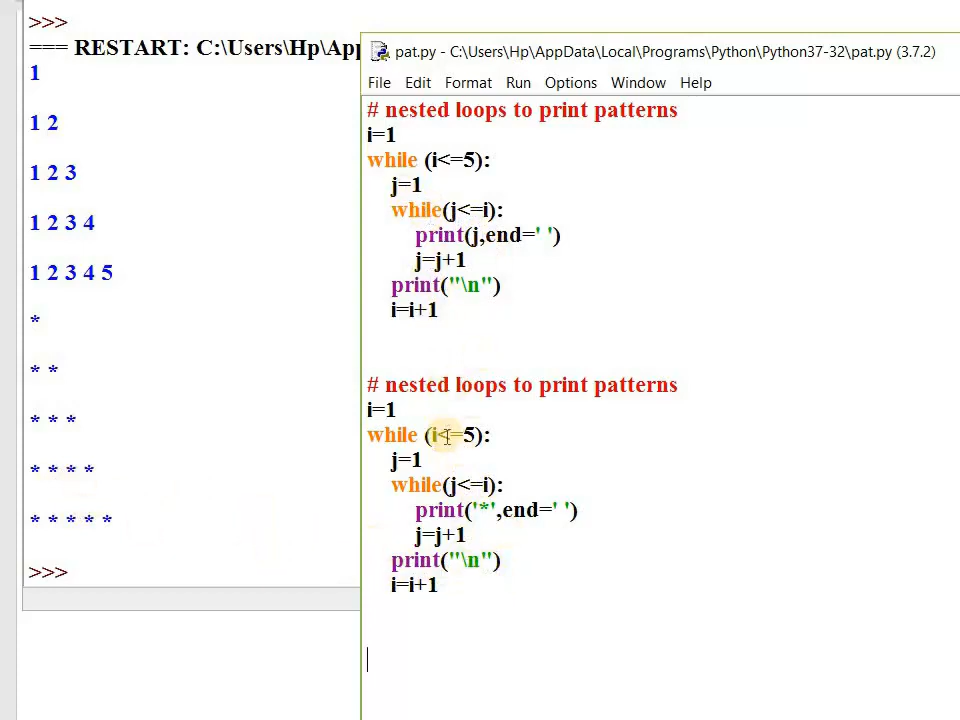 >>>
=== RESTART: C:\Users\Hp\App
1
1 2
1 2 3
1 2 3 4
1 2 3 4 5
*
* *
* * *
* * * *
* * * * *
>>>
pat.py - C:\Users\Hp\AppData\Local\Programs\Python\Python37-32\pat.py (3.7.2)
File Edit Format Run Options Window Help
# nested loops to print patterns
i=1
while (i<=5):
    j=1
    while(j<=i):
        print(j,end=' ')
        j=j+1
    print("\n")
    i=i+1
# nested loops to print patterns
i=1
while (i<=5):
    j=1
    while(j<=i):
        print('*',end=' ')
        j=j+1
    print("\n")
    i=i+1